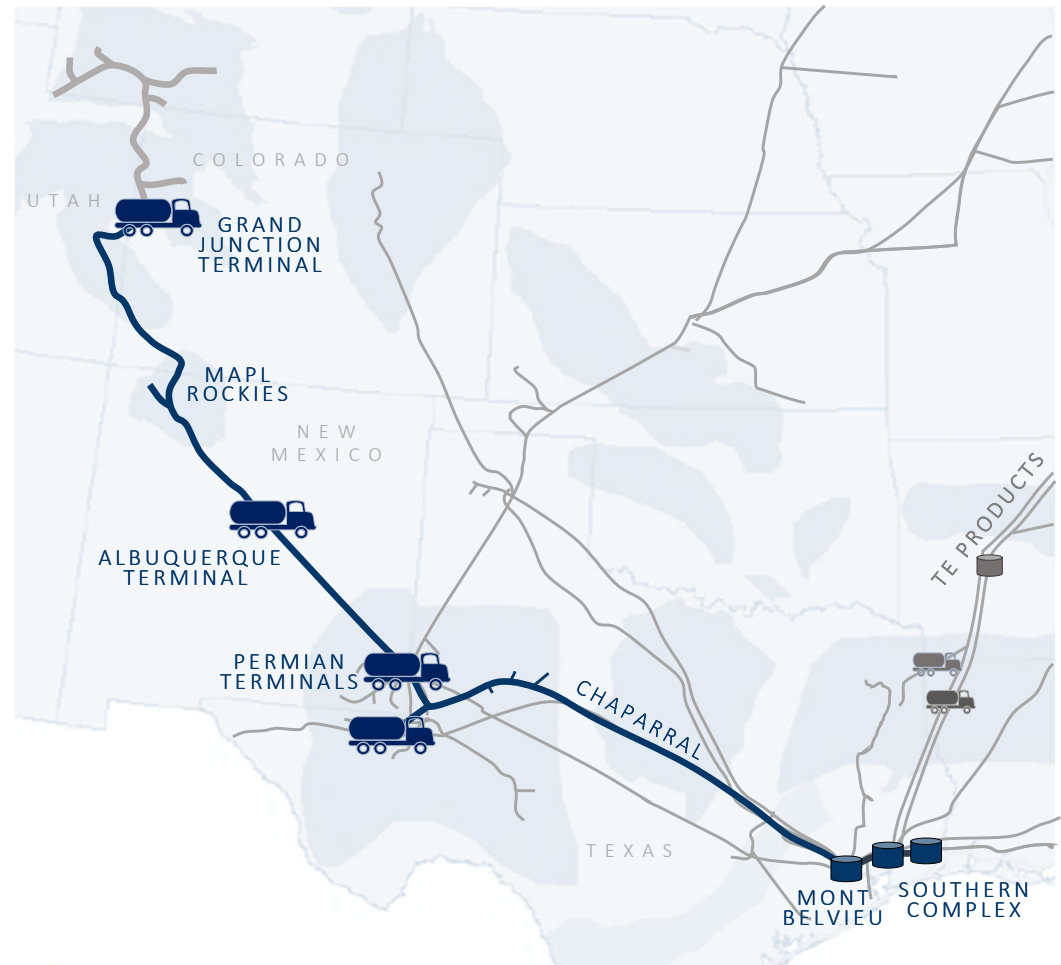 COLORADO
UTAH
GRAND
JUNCTION
TERMINAL
MAPL
ROCKIES
NEW
MEXICO
TE PRODUCTS
ALBUQUERQUE
TERMINAL
PERMIAN
TERMINALS
CHAPARRAL
TEXAS
MONT
BELVIEU
SOUTHERN
COMPLEX